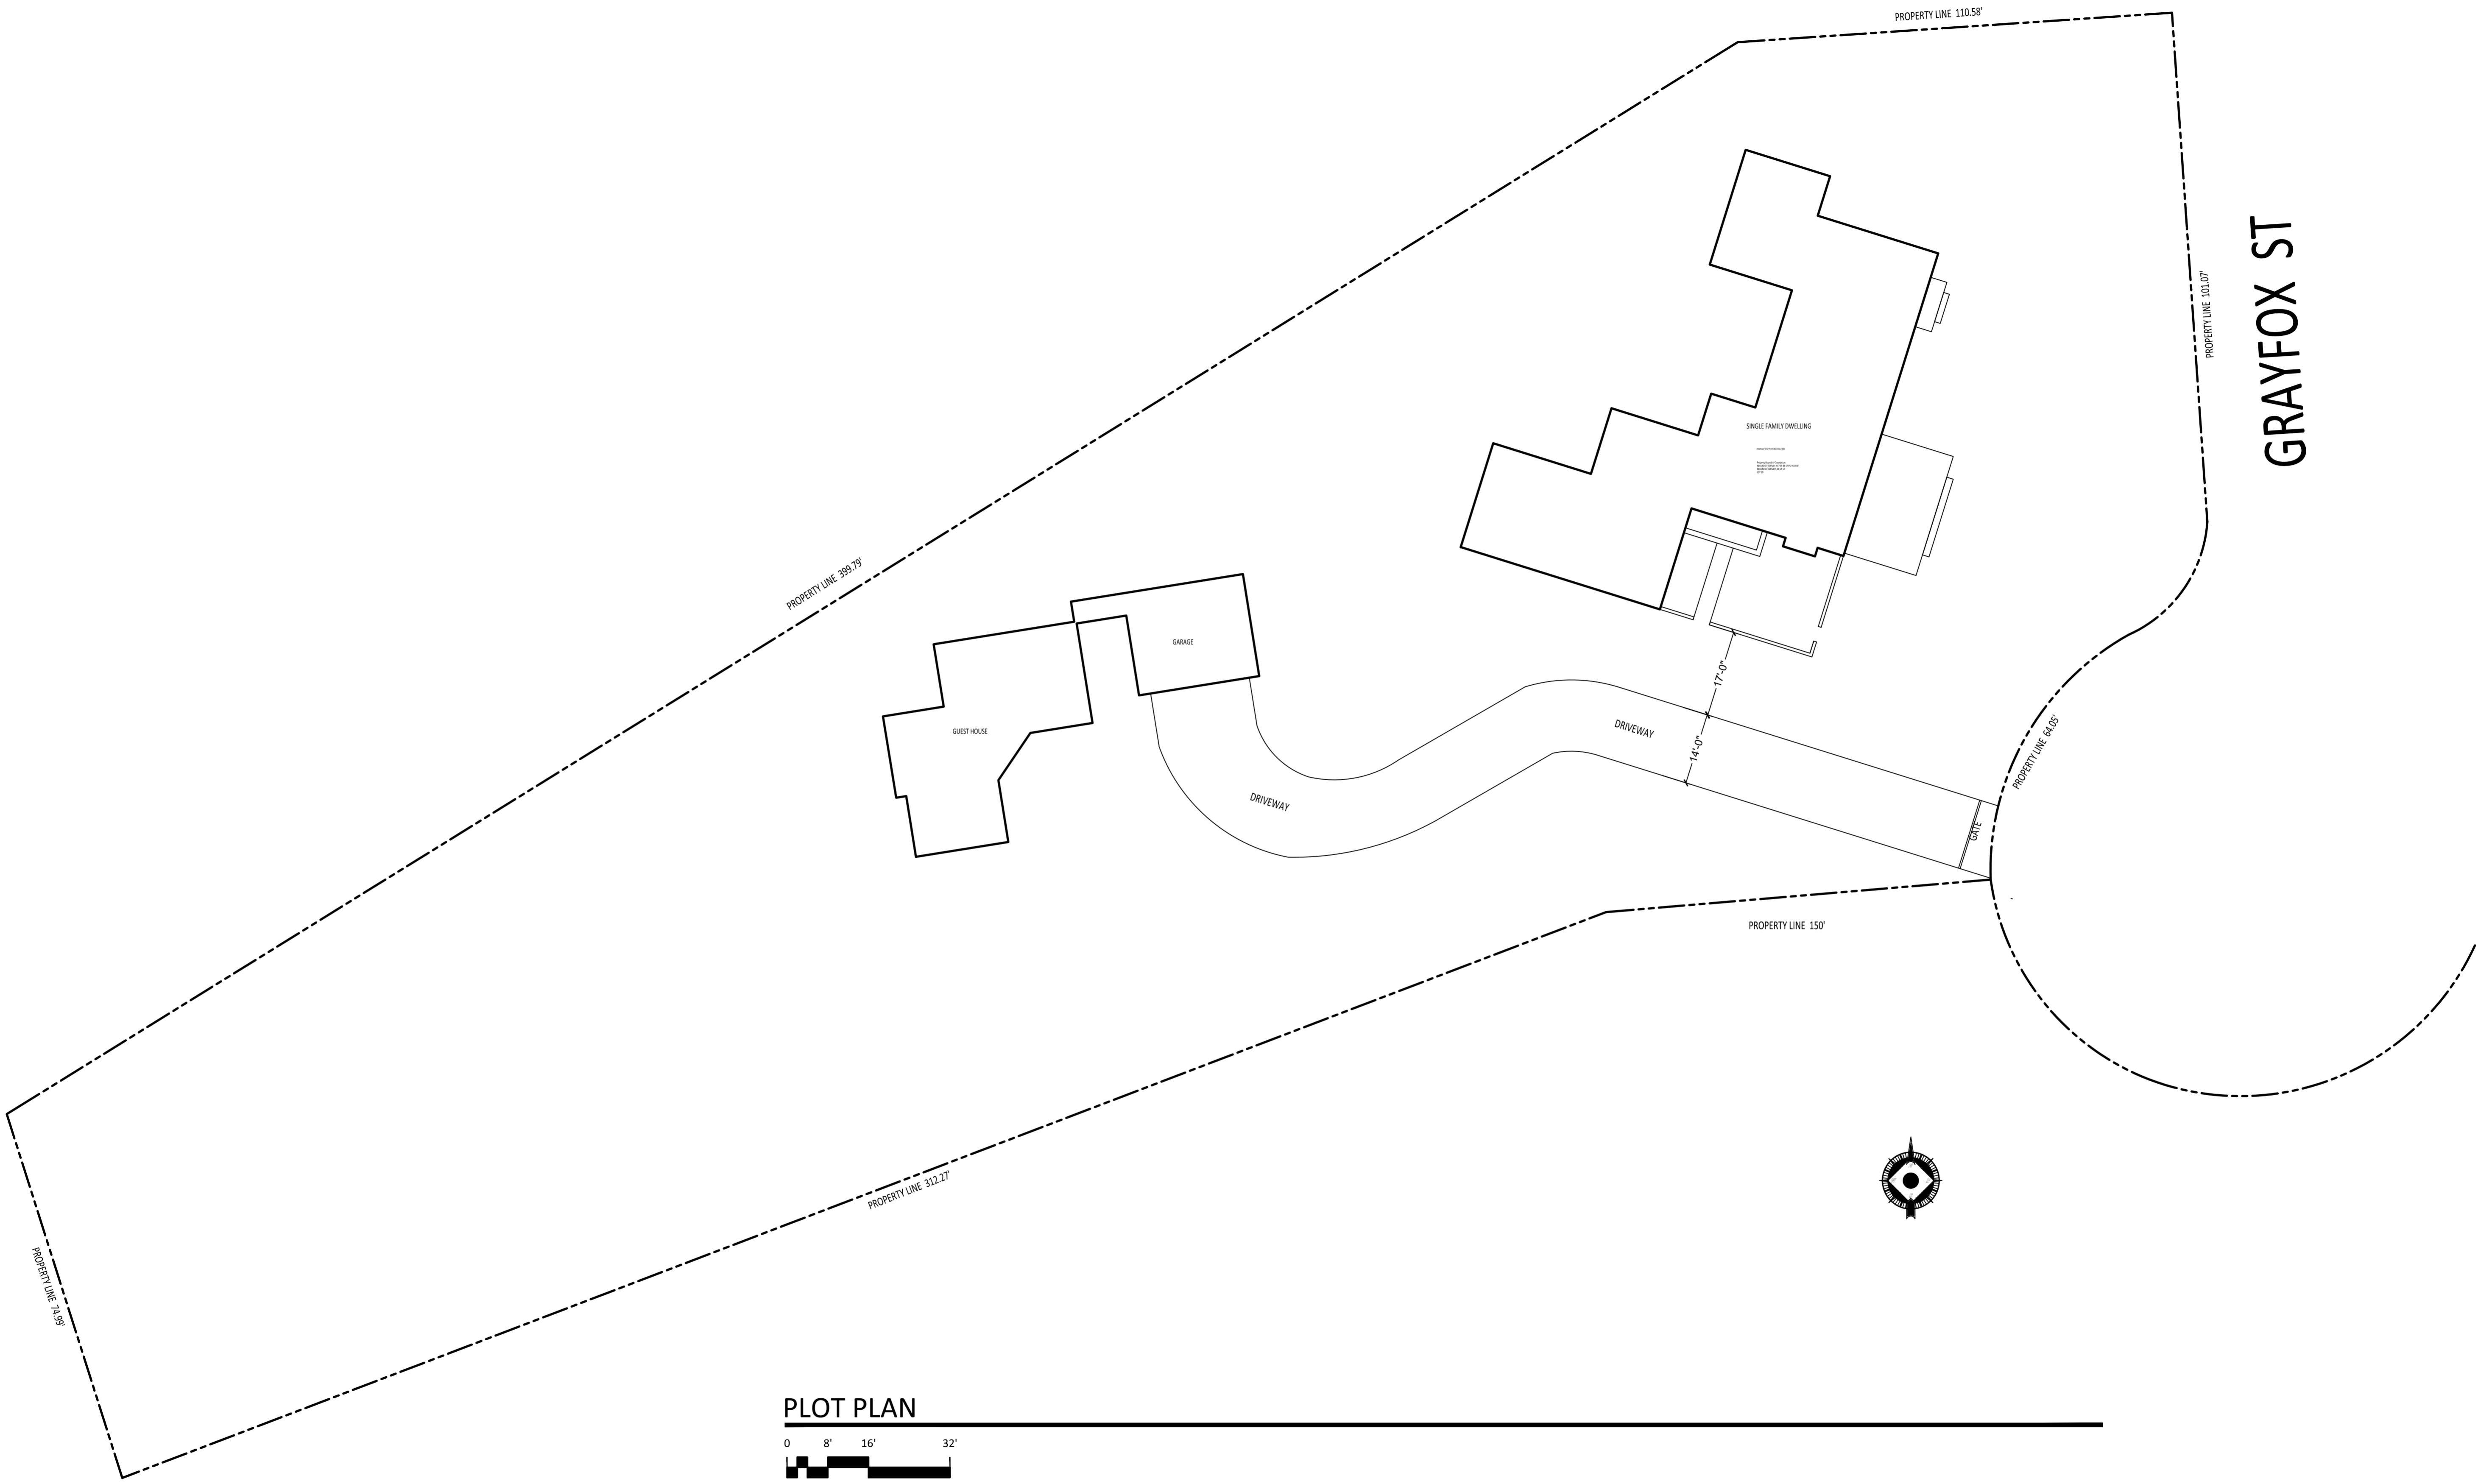 PROPERTY LINE 110.58'
GRAYFOX ST
PROPERTY LINE 101.07'
SINGLE FAMILY DWELLING
PROPERTY LINE 399.79'
GARAGE
17'-0"
GUEST HOUSE
DRIVEWAY
14'-0"
PROPERTY LINE 64.05'
DRIVEWAY
GATE
PROPERTY LINE 150'
PROPERTY LINE 312.27'
PROPERTY LINE 74.99'
PLOT PLAN
0 8' 16' 32'